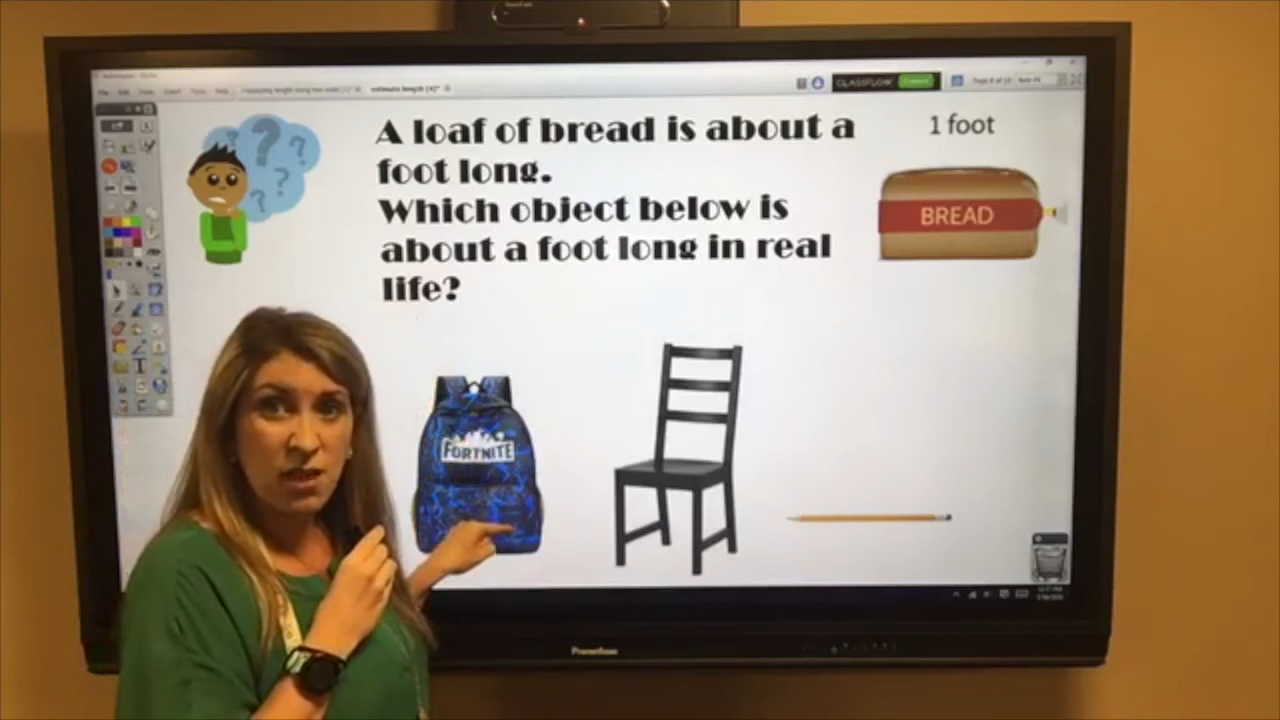 CLASSFLOW
A loaf of bread is about a
foot long.
Which object below is
about a foot long in real
life?
1 foot
BREAD
FORTNITE
T
Promethean